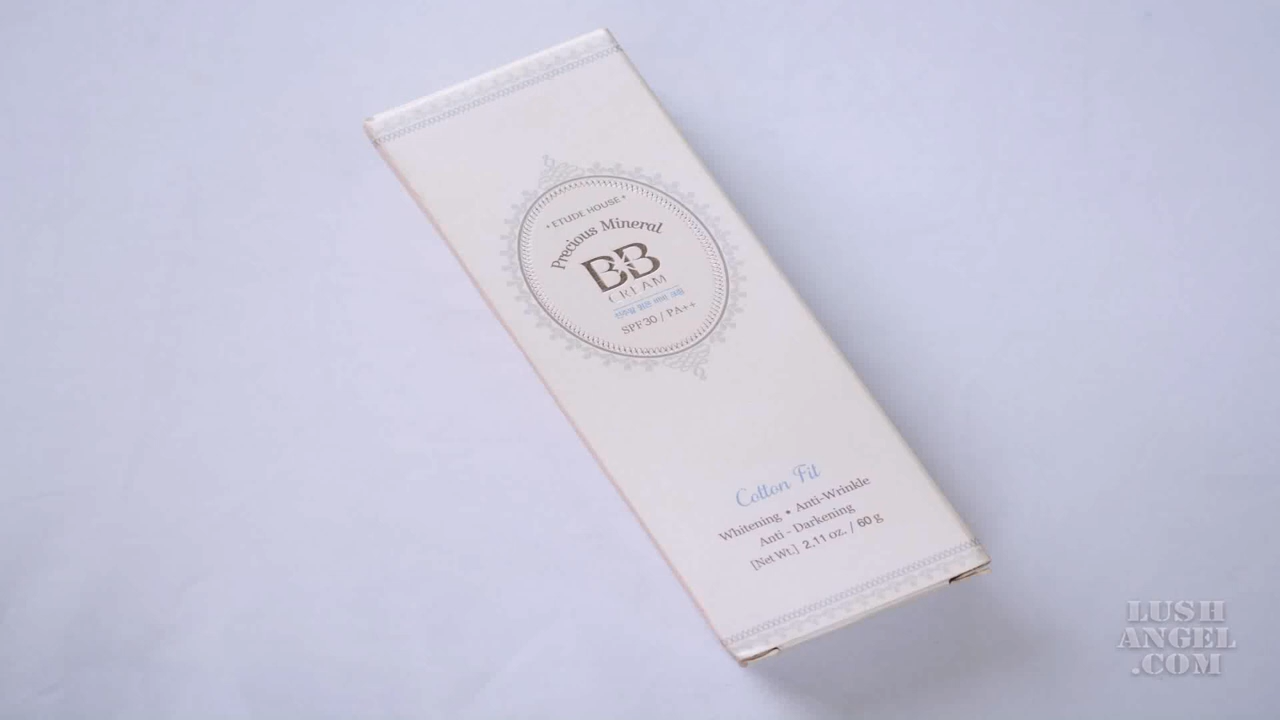 • ETUDE HOUSE •
Precious Mineral
BB
CREAM
SPF30 / PA++
Cotton Fit
Whitening • Anti-Wrinkle
Anti - Darkening
[Net Wt.] 2.11 oz. / 60 g
LUSH
ANGEL
.COM